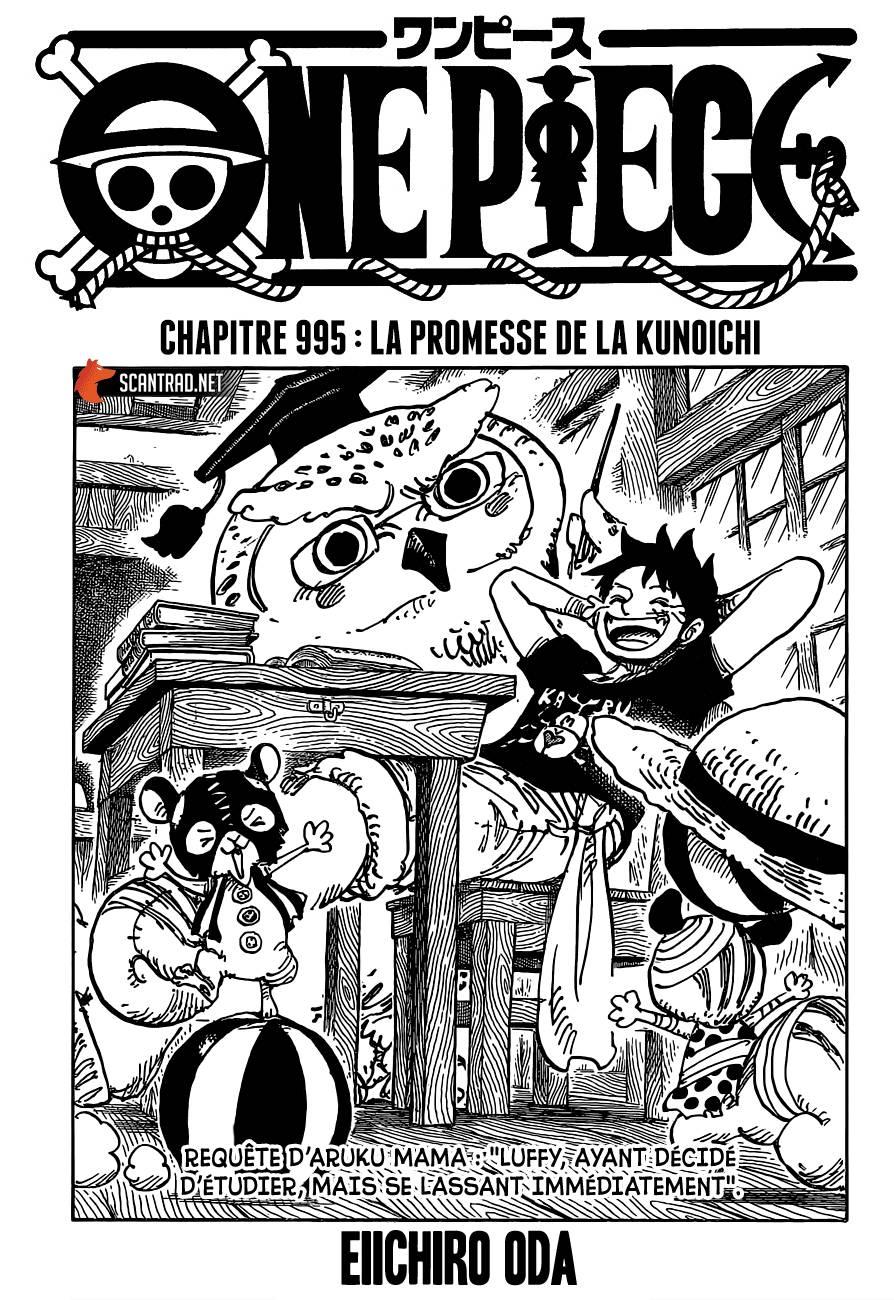 ワンピース
ONE PIECE
CHAPITRE 995 : LA PROMESSE DE LA KUNOICHI
SCANTRAD.NET
REQUÊTE D'ARUKU MAMA : "LUFFY, AYANT DÉCIDÉ
D'ÉTUDIER, MAIS SE LASSANT IMMÉDIATEMENT".
EIICHIRO ODA